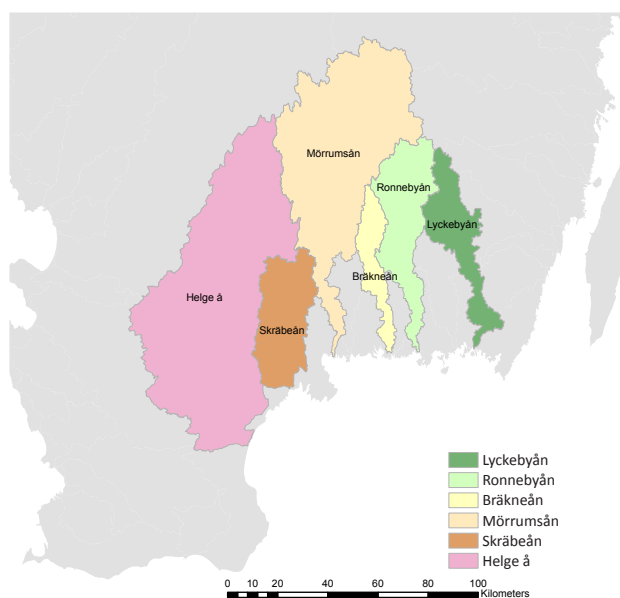 Mörrumsån
Ronnebyån
Lyckebyån
Bräkneån
Helge å
Skräbeån
Lyckebyån
Ronnebyån
Bräkneån
Mörrumsån
Skräbeån
Helge å
0 10 20 40 60 80 100
Kilometers